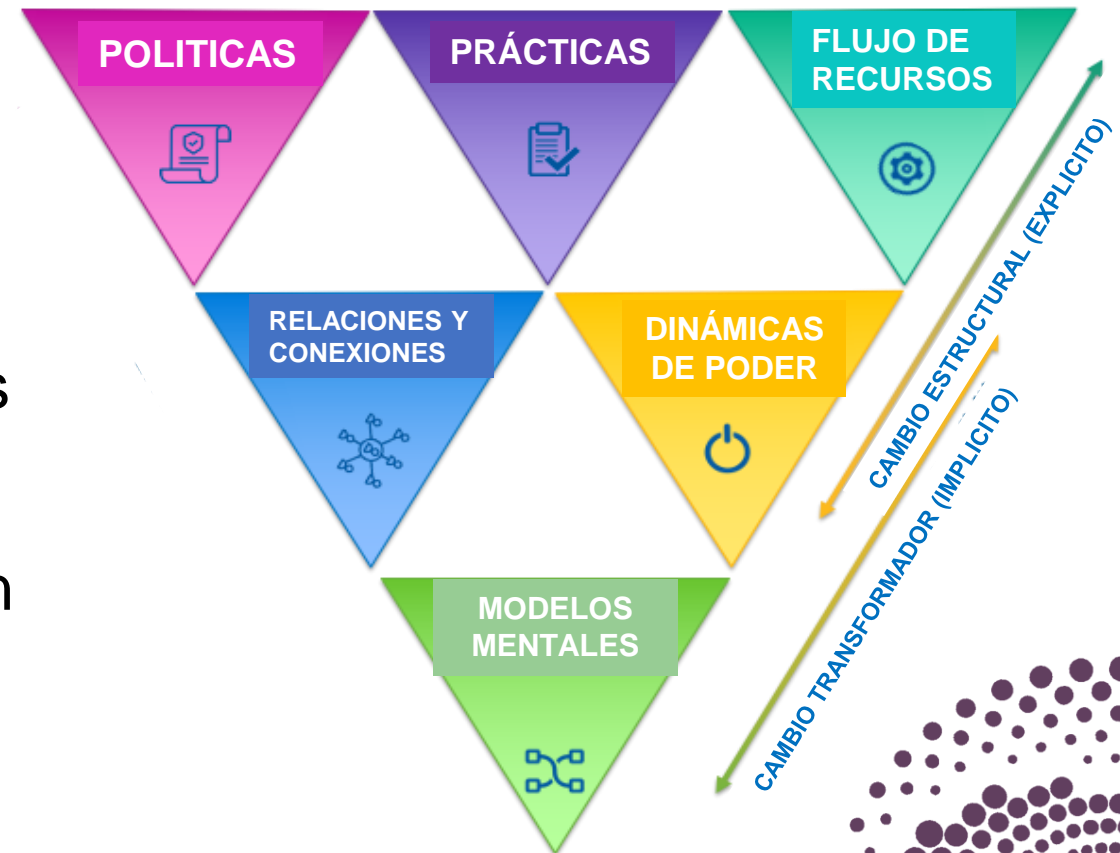 POLITICAS
PRÁCTICAS
FLUJO DE
RECURSOS
RELACIONES Y
CONEXIONES
DINÁMICAS
DE PODER
MODELOS
MENTALES
CAMBIO ESTRUCTURAL (EXPLICITO)
CAMBIO TRANSFORMADOR (IMPLICITO)
s
n